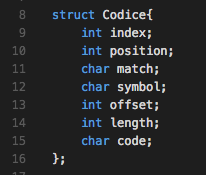 8 struct Codice{
9 int index;
10 int position;
11 char match;
12 char symbol;
13 int offset;
14 int length;
15 char code;
16 };